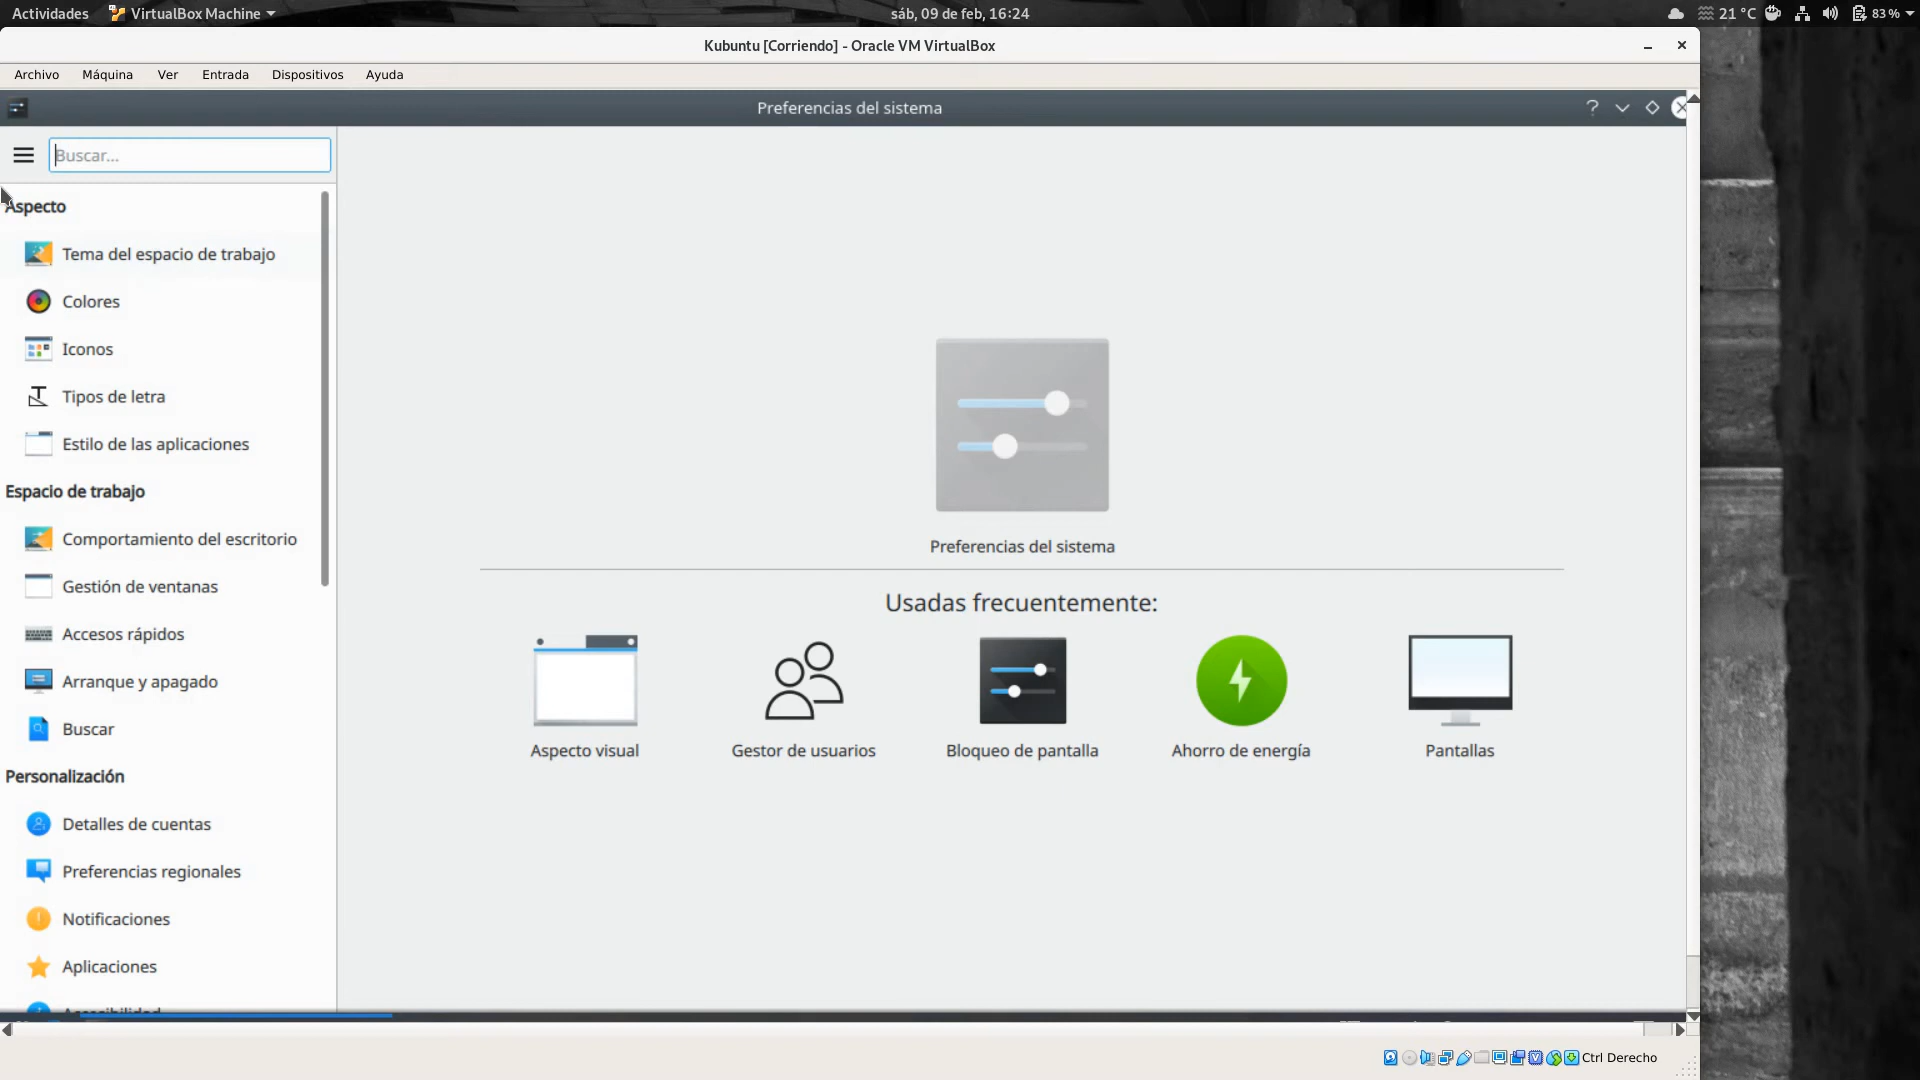 Actividades VirtualBox Machine sáb, 09 de feb, 16:24 21 °C 83 %
Kubuntu [Corriendo] - Oracle VM VirtualBox
Archivo Máquina Ver Entrada Dispositivos Ayuda
Preferencias del sistema
Buscar...
Aspecto
Tema del espacio de trabajo
Colores
Iconos
Tipos de letra
Estilo de las aplicaciones
Espacio de trabajo
Comportamiento del escritorio
Gestión de ventanas
Accesos rápidos
Arranque y apagado
Buscar
Personalización
Detalles de cuentas
Preferencias regionales
Notificaciones
Aplicaciones
Accesibilidad
Preferencias del sistema
Usadas frecuentemente:
Aspecto visual
Gestor de usuarios
Bloqueo de pantalla
Ahorro de energía
Pantallas
Ctrl Derecho